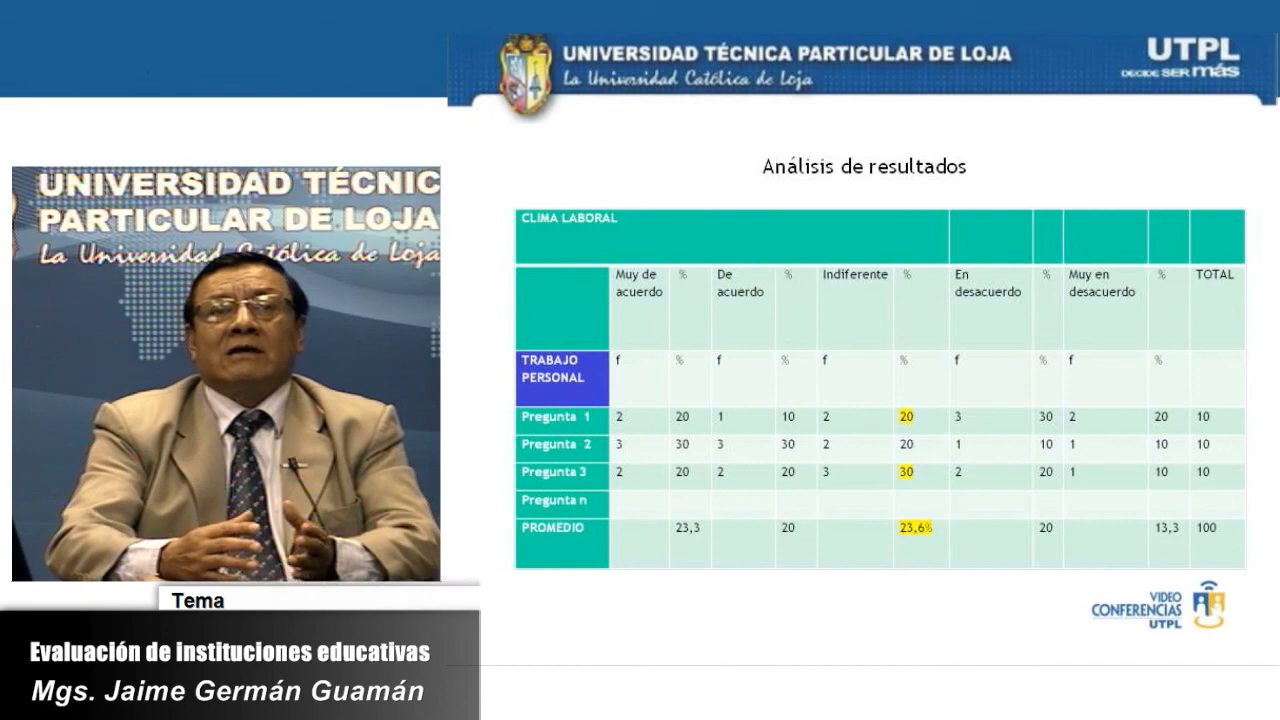 UNIVERSIDAD TÉCNICA PARTICULAR DE LOJA
La Universidad Católica de Loja
UTPL
DECIDE SER más
UNIVERSIDAD TÉCNIC
PARTICULAR DE LOJA
La Universidad Católica de Loja
Análisis de resultados
CLIMA LABORAL
Muy de acuerdo % De acuerdo % Indiferente % En desacuerdo % Muy en desacuerdo % TOTAL
TRABAJO PERSONAL f % f % f % f % f %
Pregunta 1 2 20 1 10 2 20 3 30 2 20 10
Pregunta 2 3 30 3 30 2 20 1 10 1 10 10
Pregunta 3 2 20 2 20 3 30 2 20 1 10 10
Pregunta n
PROMEDIO 23,3 20 23,6% 20 13,3 100
VIDEO
CONFERENCIAS
UTPL
Tema
Evaluación de instituciones educativas
Mgs. Jaime Germán Guamán